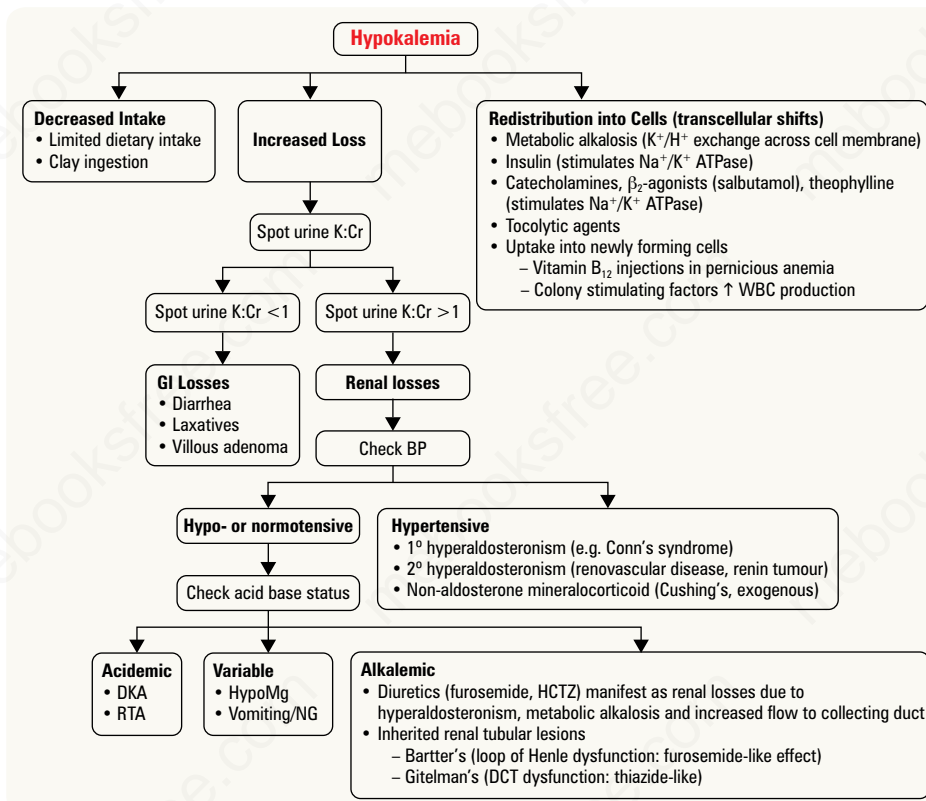 Hypokalemia
Decreased Intake
• Limited dietary intake
• Clay ingestion
Increased Loss
Redistribution into Cells (transcellular shifts)
• Metabolic alkalosis (K⁺/H⁺ exchange across cell membrane)
• Insulin (stimulates Na⁺/K⁺ ATPase)
• Catecholamines, β₂-agonists (salbutamol), theophylline
(stimulates Na⁺/K⁺ ATPase)
• Tocolytic agents
• Uptake into newly forming cells
– Vitamin B₁₂ injections in pernicious anemia
– Colony stimulating factors ↑ WBC production
Spot urine K:Cr
Spot urine K:Cr <1
Spot urine K:Cr >1
GI Losses
• Diarrhea
• Laxatives
• Villous adenoma
Renal losses
Check BP
Hypo- or normotensive
Hypertensive
• 1º hyperaldosteronism (e.g. Conn's syndrome)
• 2º hyperaldosteronism (renovascular disease, renin tumour)
• Non-aldosterone mineralocorticoid (Cushing's, exogenous)
Check acid base status
Acidemic
• DKA
• RTA
Variable
• HypoMg
• Vomiting/NG
Alkalemic
• Diuretics (furosemide, HCTZ) manifest as renal losses due to
hyperaldosteronism, metabolic alkalosis and increased flow to collecting duct
• Inherited renal tubular lesions
– Bartter's (loop of Henle dysfunction: furosemide-like effect)
– Gitelman's (DCT dysfunction: thiazide-like)
mebooksfree.com